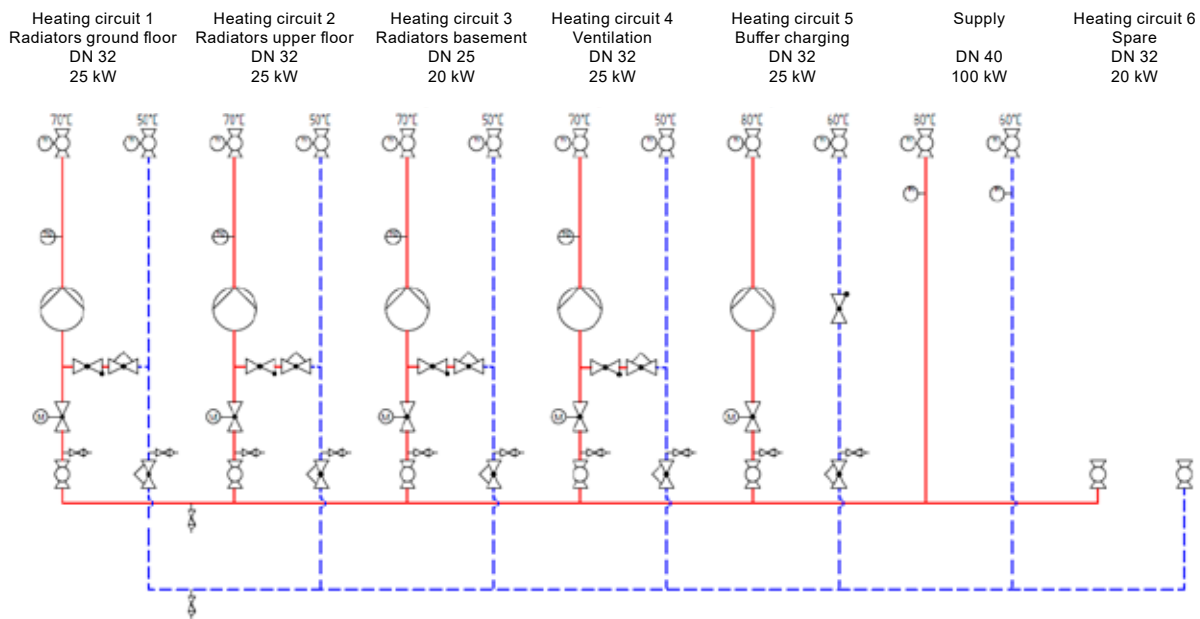 Heating circuit 1
Radiators ground floor
DN 32
25 kW
Heating circuit 2
Radiators upper floor
DN 32
25 kW
Heating circuit 3
Radiators basement
DN 25
20 kW
Heating circuit 4
Ventilation
DN 32
25 kW
Heating circuit 5
Buffer charging
DN 32
25 kW
Supply
DN 40
100 kW
Heating circuit 6
Spare
DN 32
20 kW
70°C
50°C
70°C
50°C
70°C
50°C
70°C
50°C
80°C
60°C
80°C
60°C
M
M
M
M
M